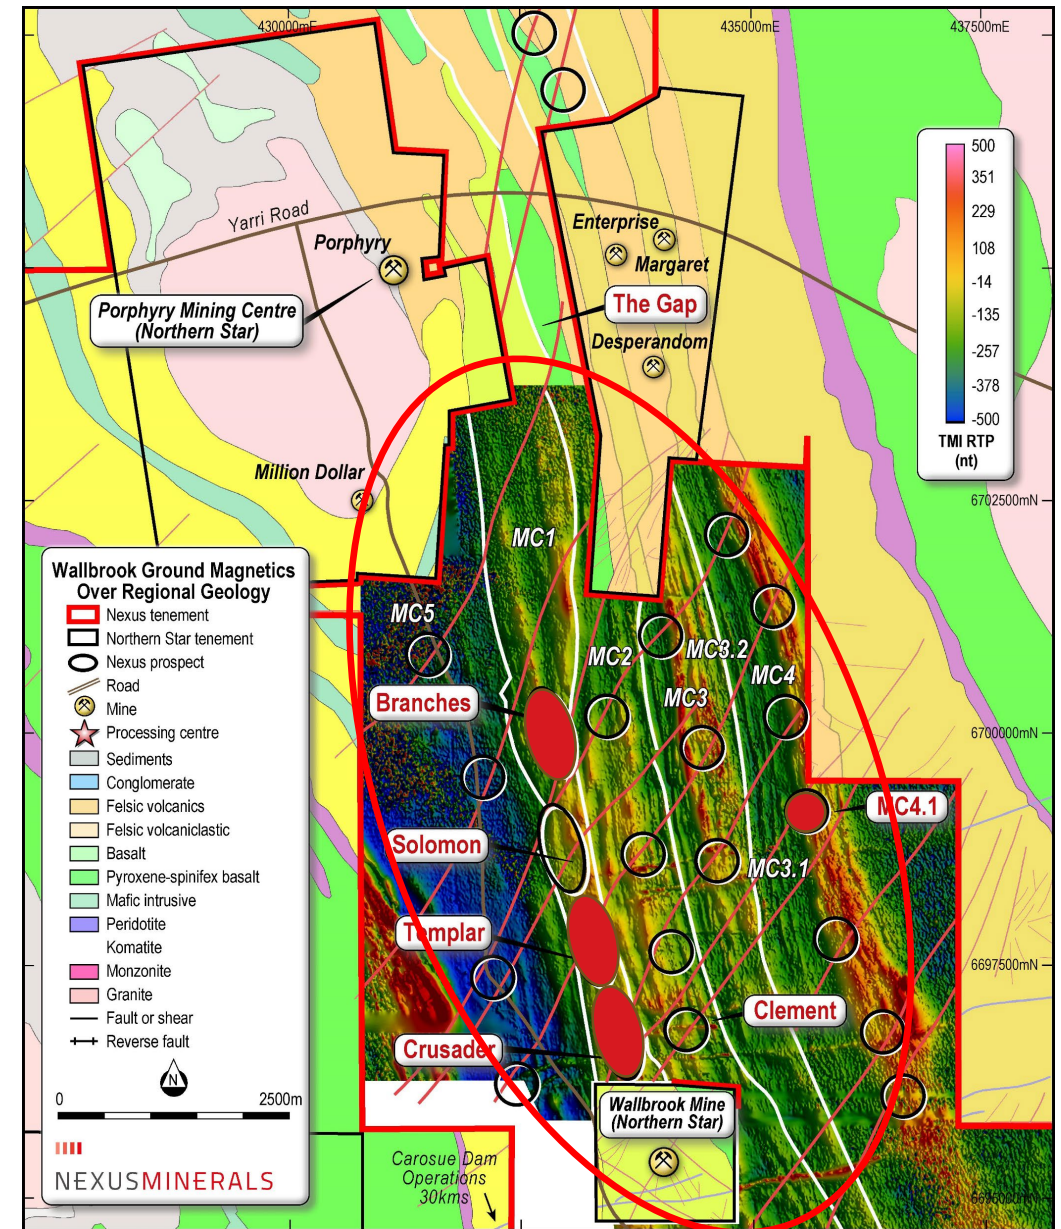 430000mE
435000mE
437500mE
500
351
229
108
-14
-135
-257
-378
-500
TMI RTP
(nt)
Yarri Road
Porphyry
Enterprise
Margaret
Porphyry Mining Centre
(Northern Star)
The Gap
Desperandom
Million Dollar
6702500mN
MC1
MC5
MC2
MC3.2
MC4
MC3
Branches
6700000mN
MC4.1
Solomon
MC3.1
Templar
6697500mN
Clement
Crusader
Wallbrook Mine
(Northern Star)
Carosue Dam
Operations
30kms
6695000mN
Wallbrook Ground Magnetics
Over Regional Geology
Nexus tenement
Northern Star tenement
Nexus prospect
Road
Mine
Processing centre
Sediments
Conglomerate
Felsic volcanics
Felsic volcaniclastic
Basalt
Pyroxene-spinifex basalt
Mafic intrusive
Peridotite
Komatite
Monzonite
Granite
Fault or shear
Reverse fault
N
0
2500m
NEXUSMINERALS